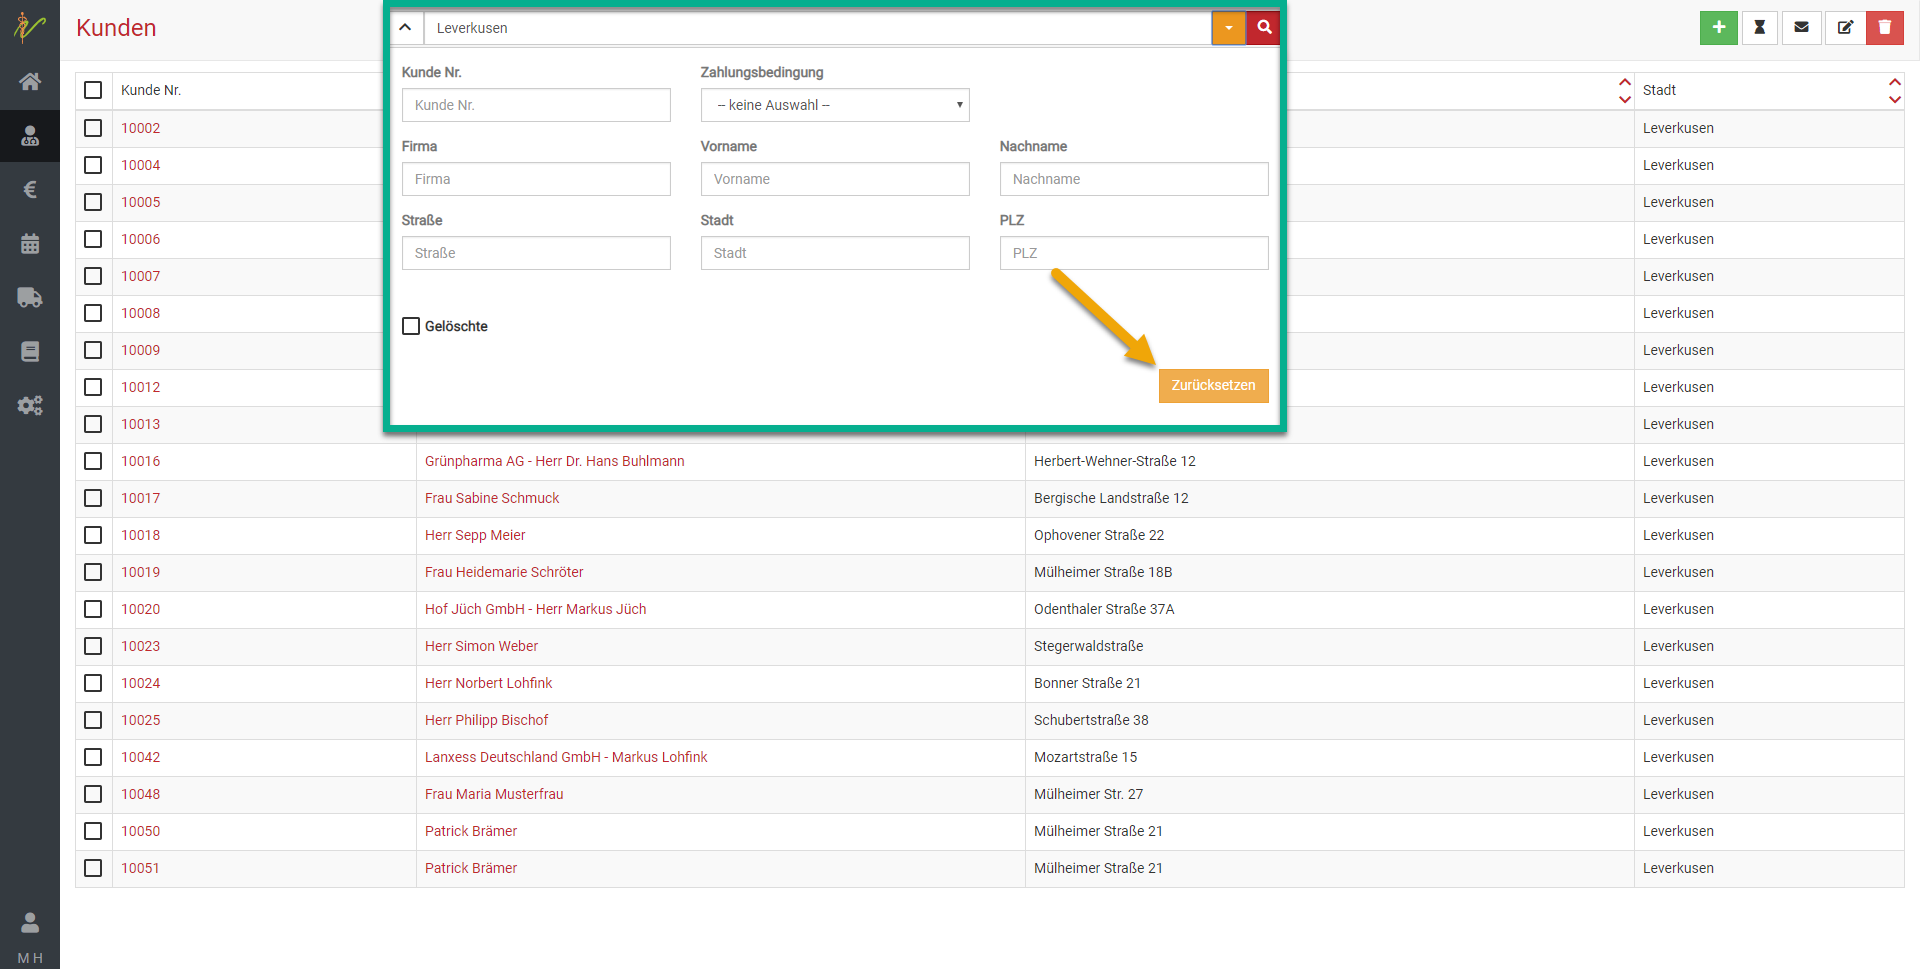 Kunden
Leverkusen
Kunde Nr.
Zahlungsbedingung
Kunde Nr.
-- keine Auswahl --
Firma
Vorname
Nachname
Firma
Vorname
Nachname
Straße
Stadt
PLZ
Straße
Stadt
PLZ
Gelöschte
Zurücksetzen
Kunde Nr.
Stadt
10002
Leverkusen
10004
Leverkusen
10005
Leverkusen
10006
Leverkusen
10007
Leverkusen
10008
Leverkusen
10009
Leverkusen
10012
Leverkusen
10013
Leverkusen
10016 Grünpharma AG - Herr Dr. Hans Buhlmann Herbert-Wehner-Straße 12 Leverkusen
10017 Frau Sabine Schmuck Bergische Landstraße 12 Leverkusen
10018 Herr Sepp Meier Ophovener Straße 22 Leverkusen
10019 Frau Heidemarie Schröter Mülheimer Straße 18B Leverkusen
10020 Hof Jüch GmbH - Herr Markus Jüch Odenthaler Straße 37A Leverkusen
10023 Herr Simon Weber Stegerwaldstraße Leverkusen
10024 Herr Norbert Lohfink Bonner Straße 21 Leverkusen
10025 Herr Philipp Bischof Schubertstraße 38 Leverkusen
10042 Lanxess Deutschland GmbH - Markus Lohfink Mozartstraße 15 Leverkusen
10048 Frau Maria Musterfrau Mülheimer Str. 27 Leverkusen
10050 Patrick Brämer Mülheimer Straße 21 Leverkusen
10051 Patrick Brämer Mülheimer Straße 21 Leverkusen
M H